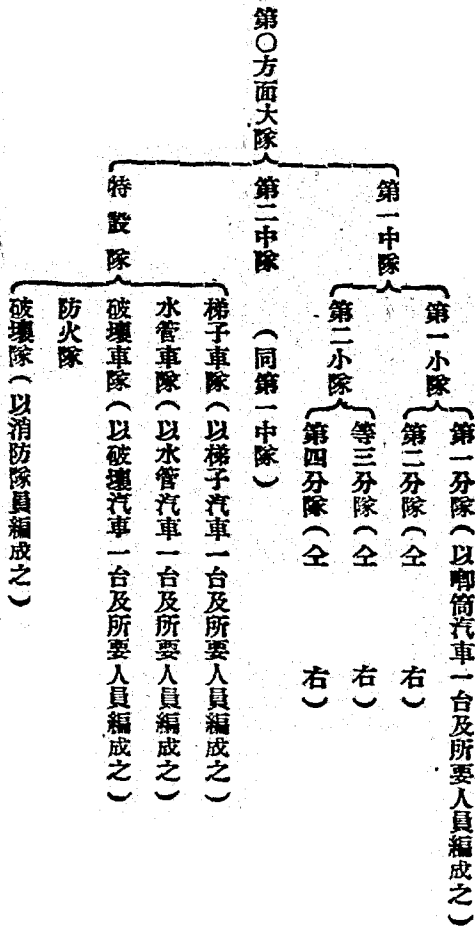 第〇方面大隊
第一中隊
第一小隊
第一分隊（以喞筒汽車一台及所要人員編成之）
第二分隊（仝　右）
第二小隊
等三分隊（仝　右）
第四分隊（仝　右）
第二中隊（同第一中隊）
特設隊
梯子車隊（以梯子汽車一台及所要人員編成之）
水管車隊（以水管汽車一台及所要人員編成之）
破壞車隊（以破壞汽車一台及所要人員編成之）
防火隊
破壞隊（以消防隊員編成之）